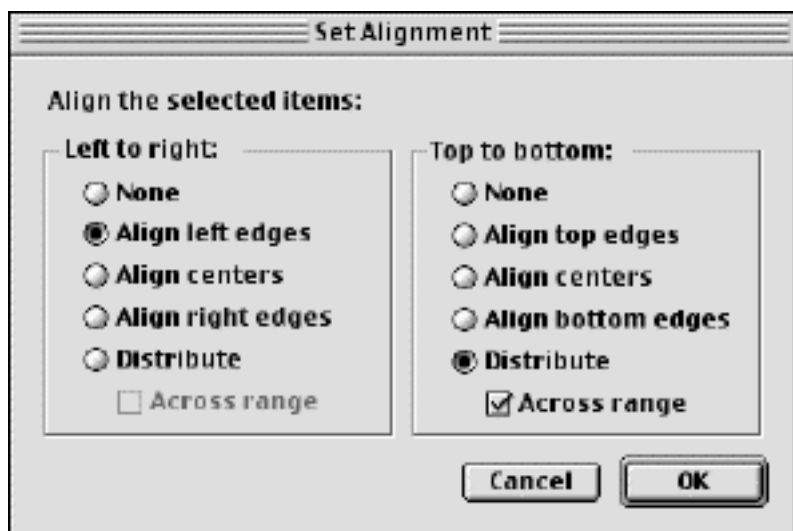 Set Alignment
Align the selected items:
Left to right:
None
Align left edges
Align centers
Align right edges
Distribute
Across range
Top to bottom:
None
Align top edges
Align centers
Align bottom edges
Distribute
Across range
Cancel
OK